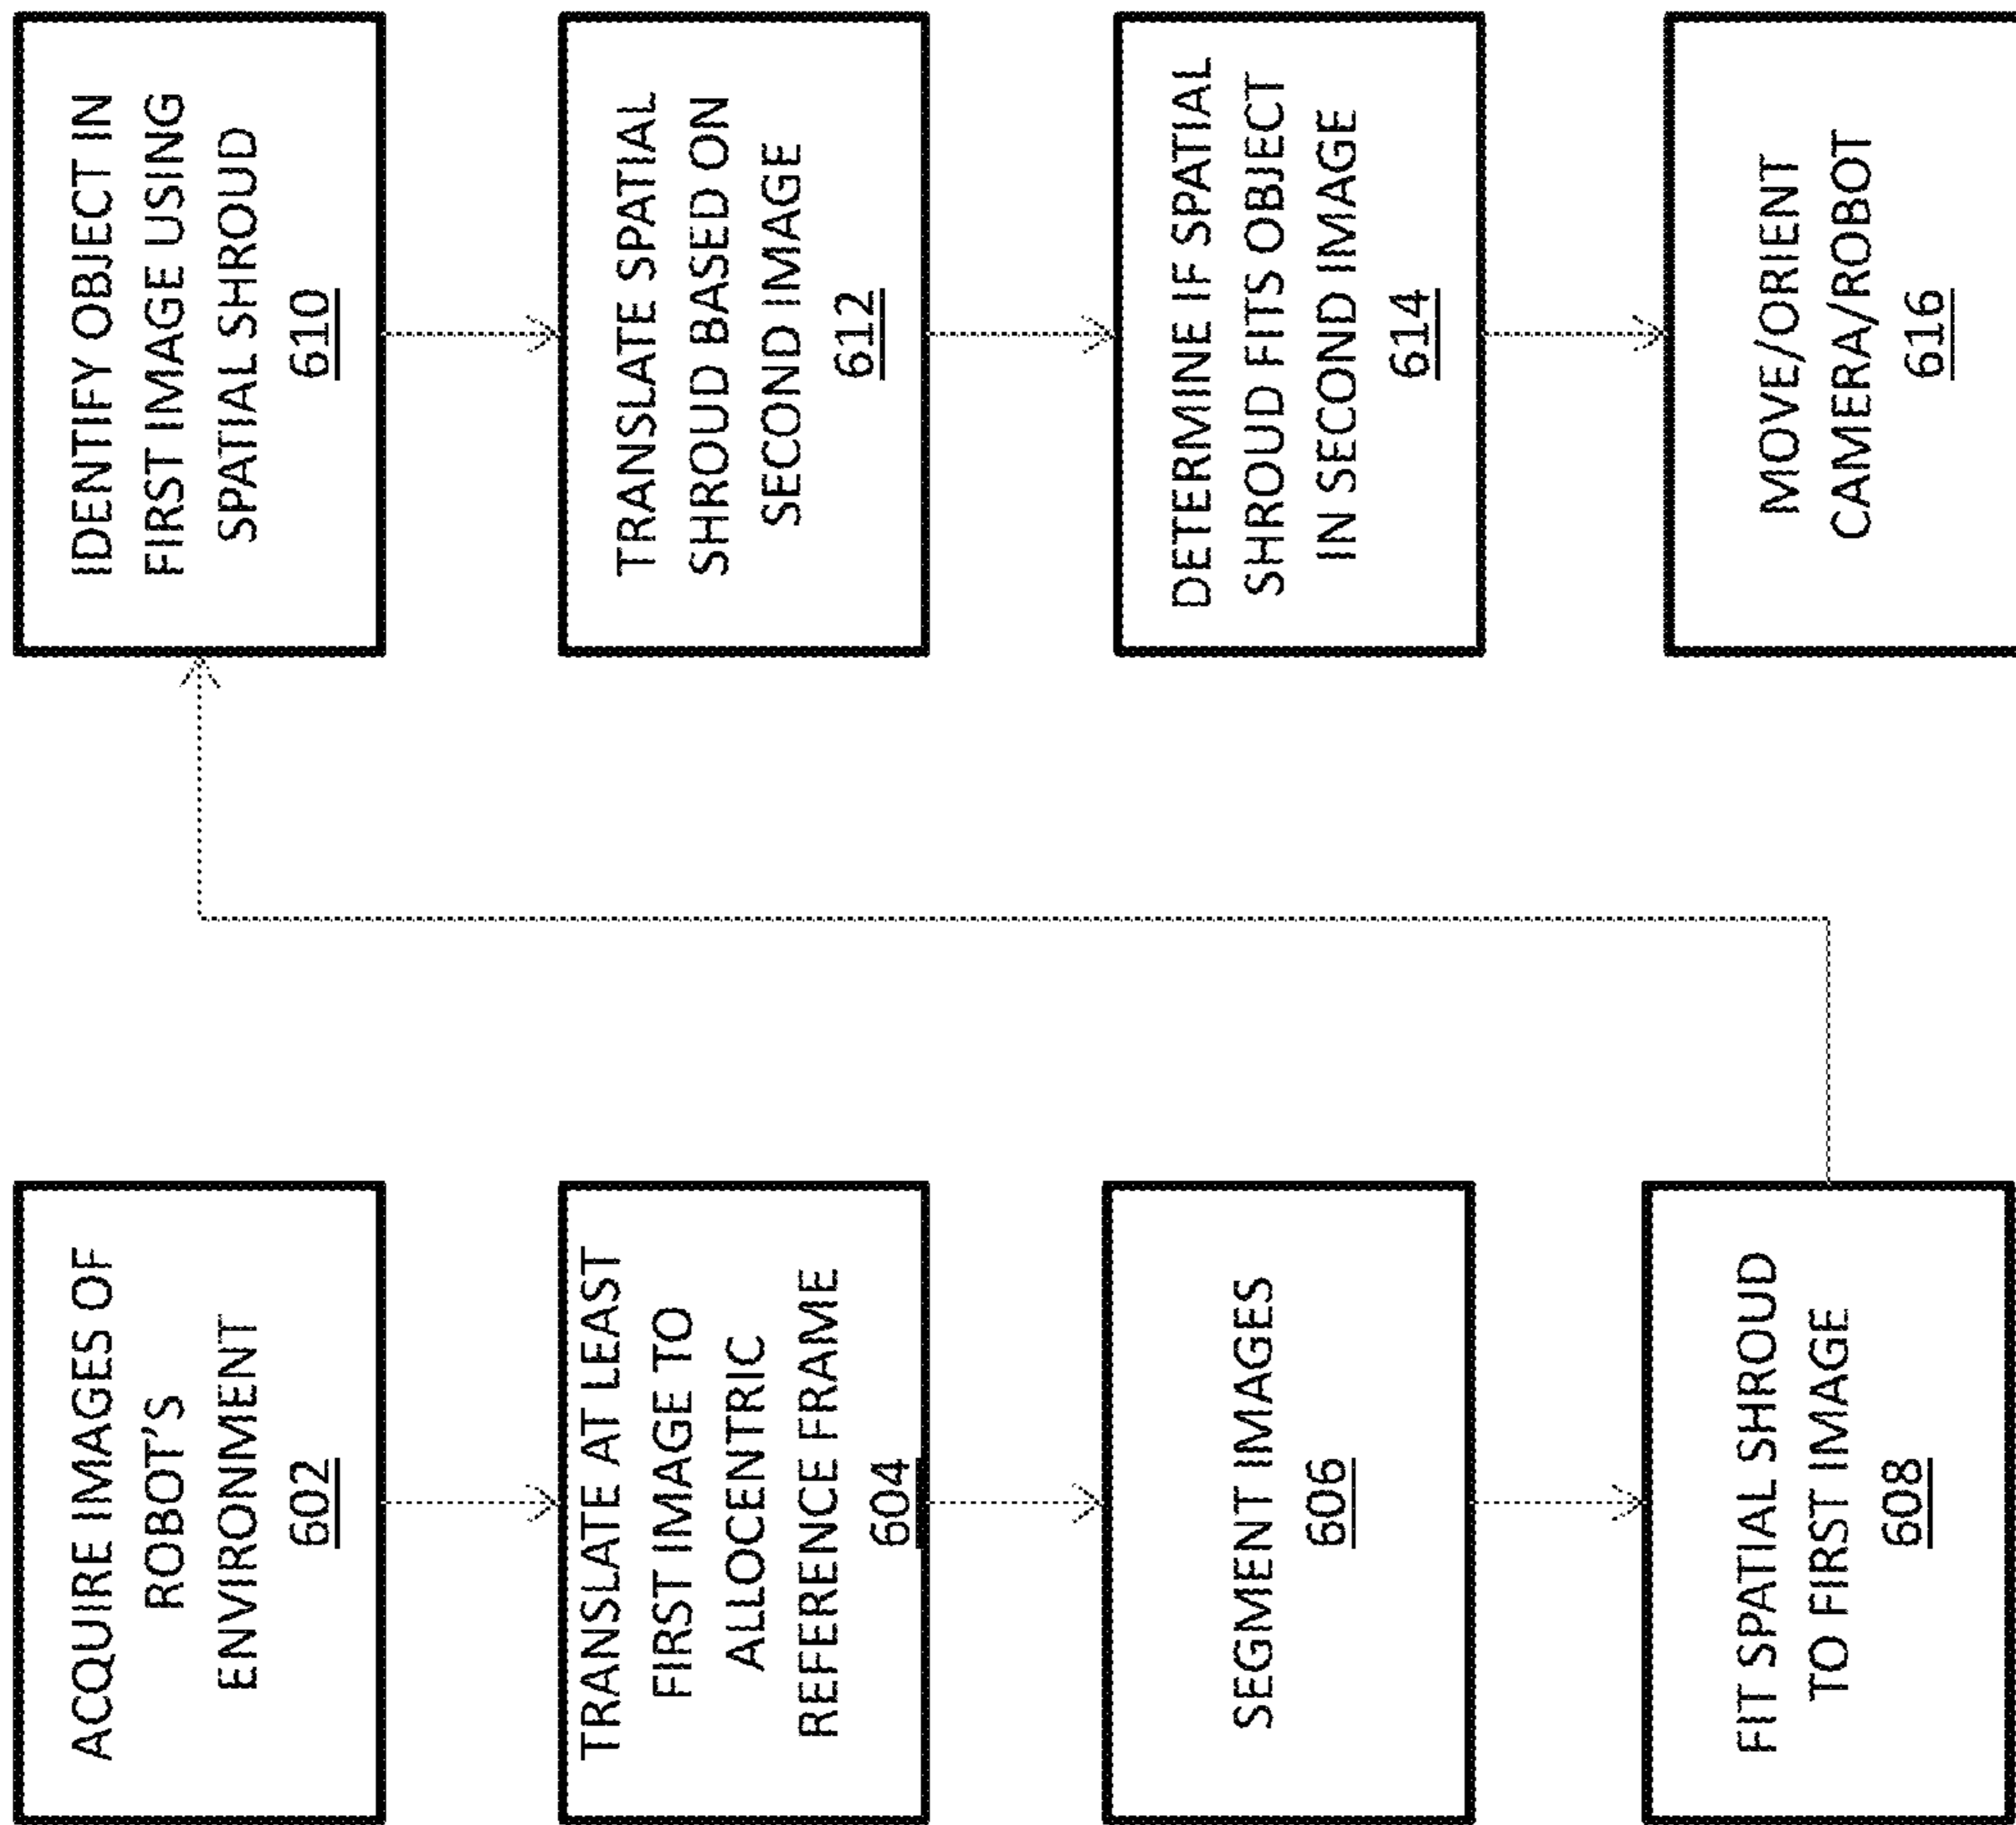 ACQUIRE IMAGES OF
ROBOT'S
ENVIRONMENT
602
TRANSLATE AT LEAST
FIRST IMAGE TO
ALLOCENTRIC
REFERENCE FRAME
604
SEGMENT IMAGES
606
FIT SPATIAL SHROUD
TO FIRST IMAGE
608
IDENTIFY OBJECT IN
FIRST IMAGE USING
SPATIAL SHROUD
610
TRANSLATE SPATIAL
SHROUD BASED ON
SECOND IMAGE
612
DETERMINE IF SPATIAL
SHROUD FITS OBJECT
IN SECOND IMAGE
614
MOVE/ORIENT
CAMERA/ROBOT
616